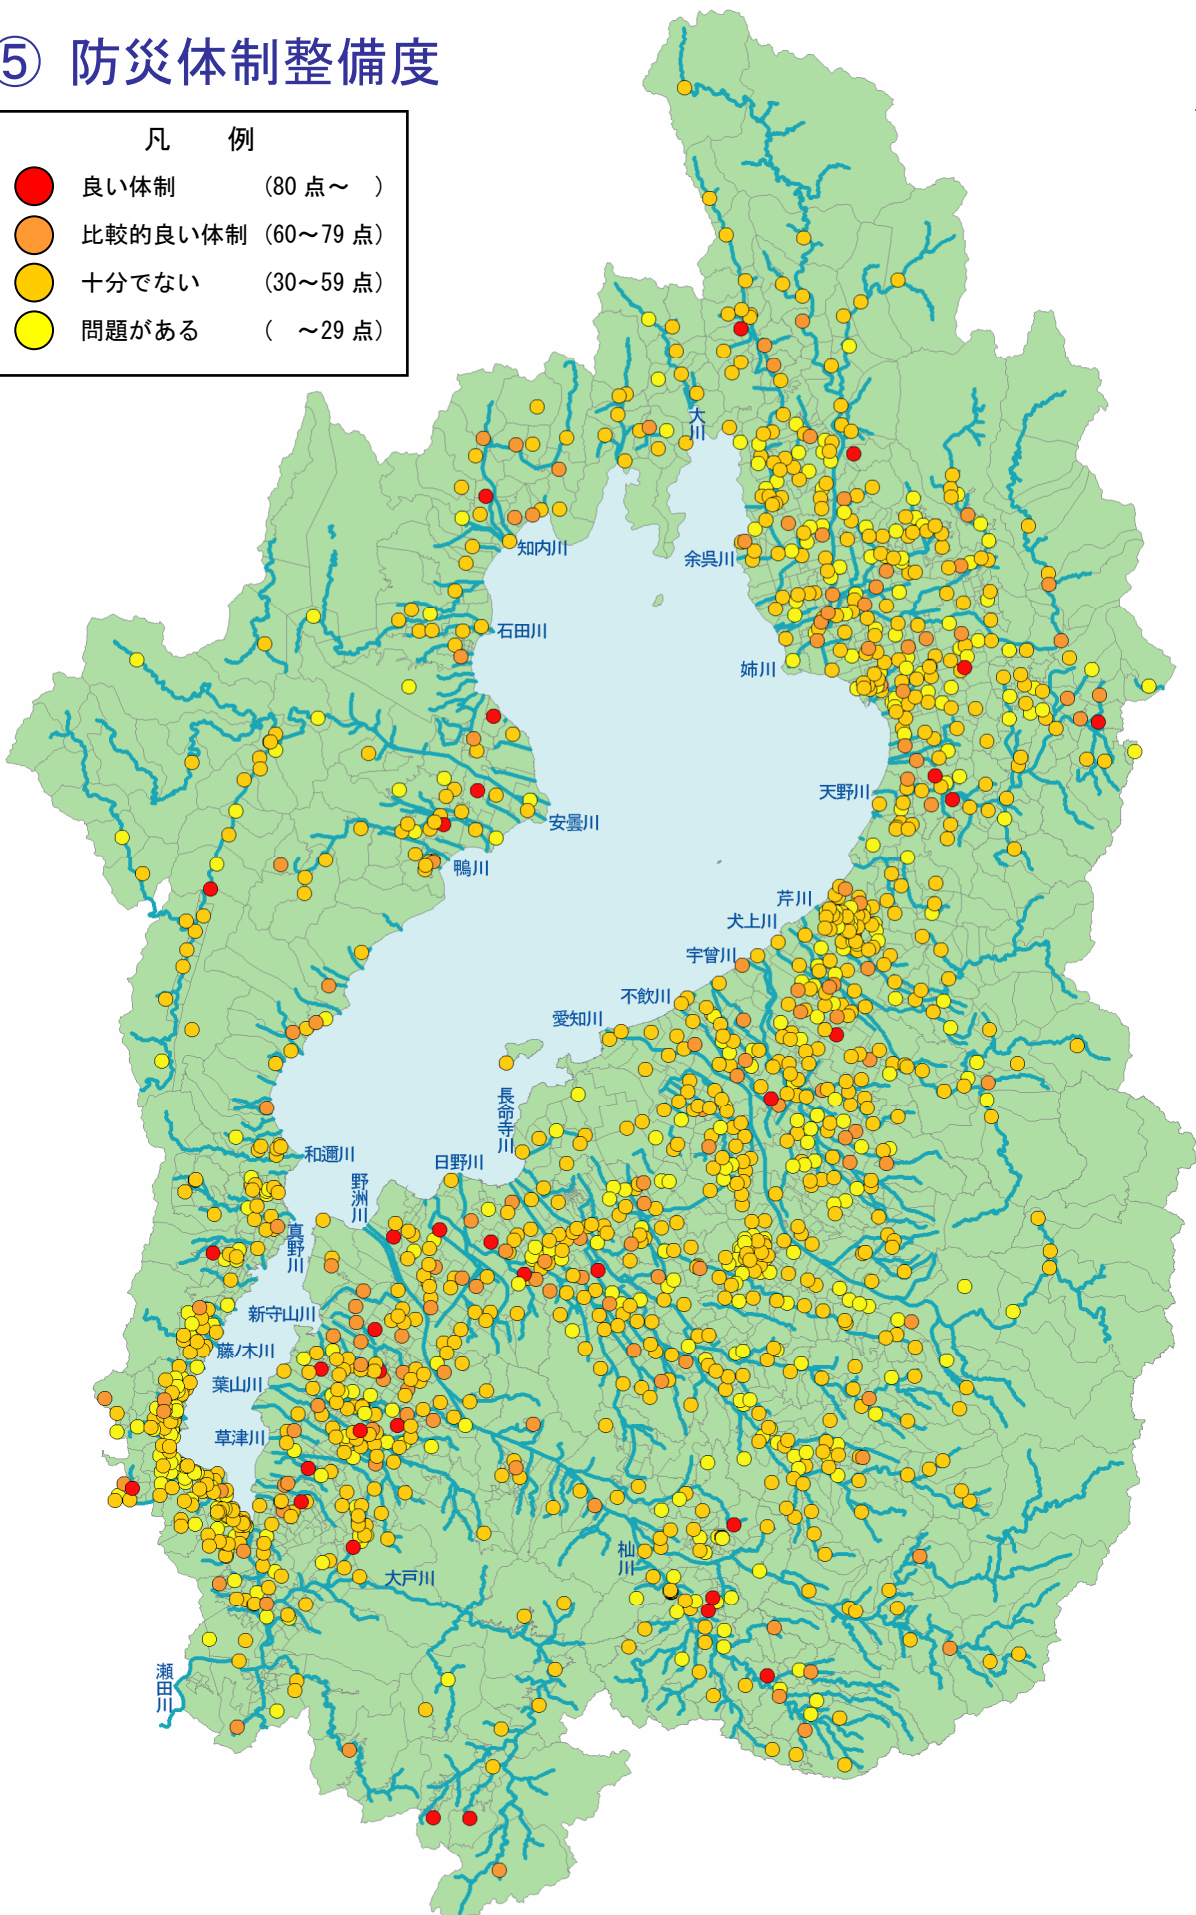 ⑤ 防災体制整備度
凡 例
良い体制 (80 点～ )
比較的良い体制 (60～79 点)
十分でない (30～59 点)
問題がある ( ～29 点)
大川
知内川
余呉川
石田川
姉川
天野川
安曇川
鴨川
芹川
犬上川
宇曽川
不飲川
愛知川
長命寺川
和邇川
日野川
野洲川
真野川
新守山川
藤ノ木川
葉山川
草津川
杣川
大戸川
瀬田川